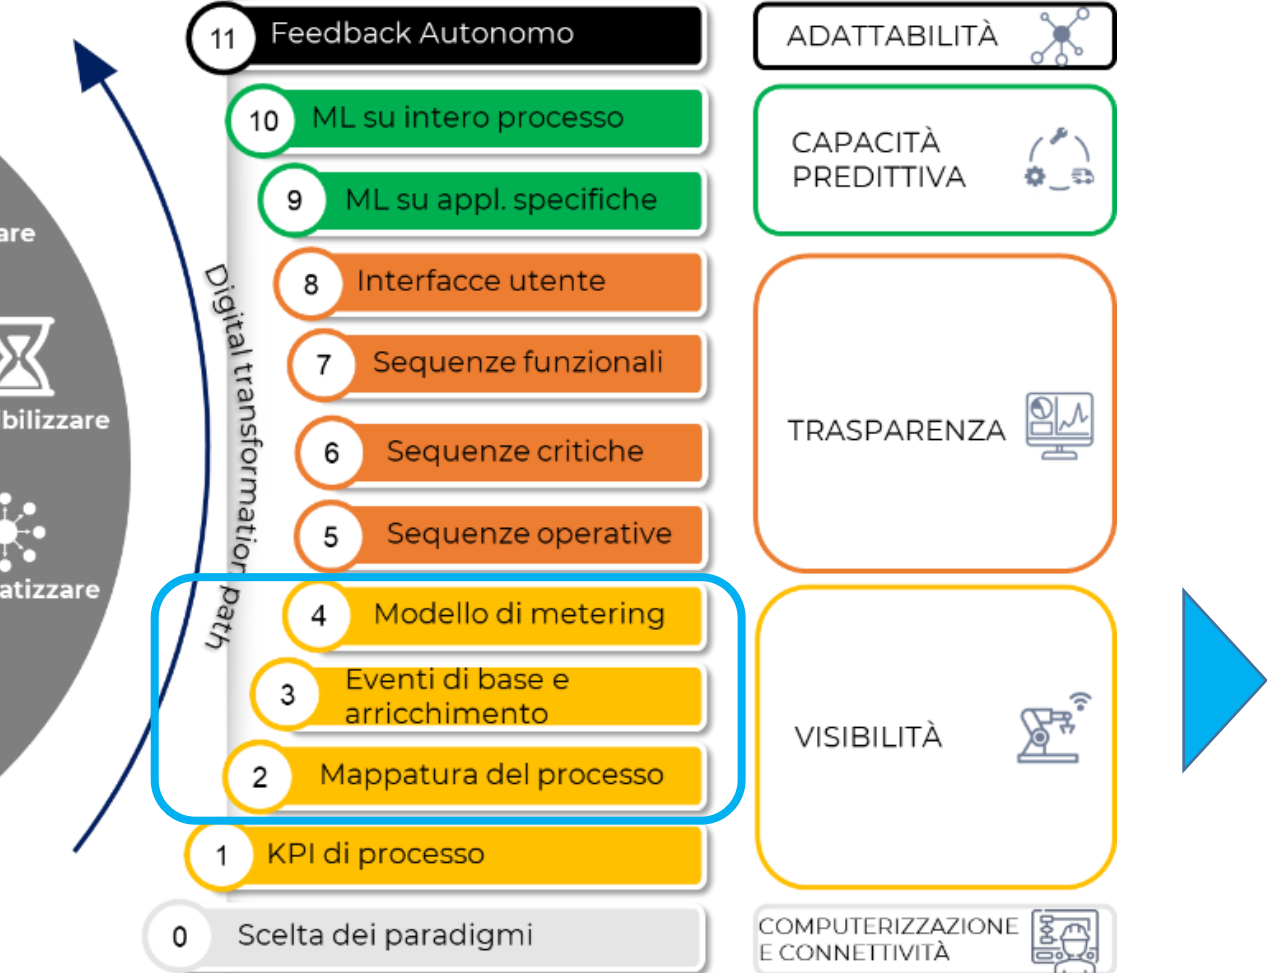 11 Feedback Autonomo
ADATTABILITÀ
10 ML su intero processo
CAPACITÀ
PREDITTIVA
9 ML su appl. specifiche
are
8 Interfacce utente
7 Sequenze funzionali
bilizzare
TRASPARENZA
6 Sequenze critiche
5 Sequenze operative
atizzare
Digital transformation path
4 Modello di metering
3 Eventi di base e
arricchimento
VISIBILITÀ
2 Mappatura del processo
1 KPI di processo
0 Scelta dei paradigmi
COMPUTERIZZAZIONE
E CONNETTIVITÀ